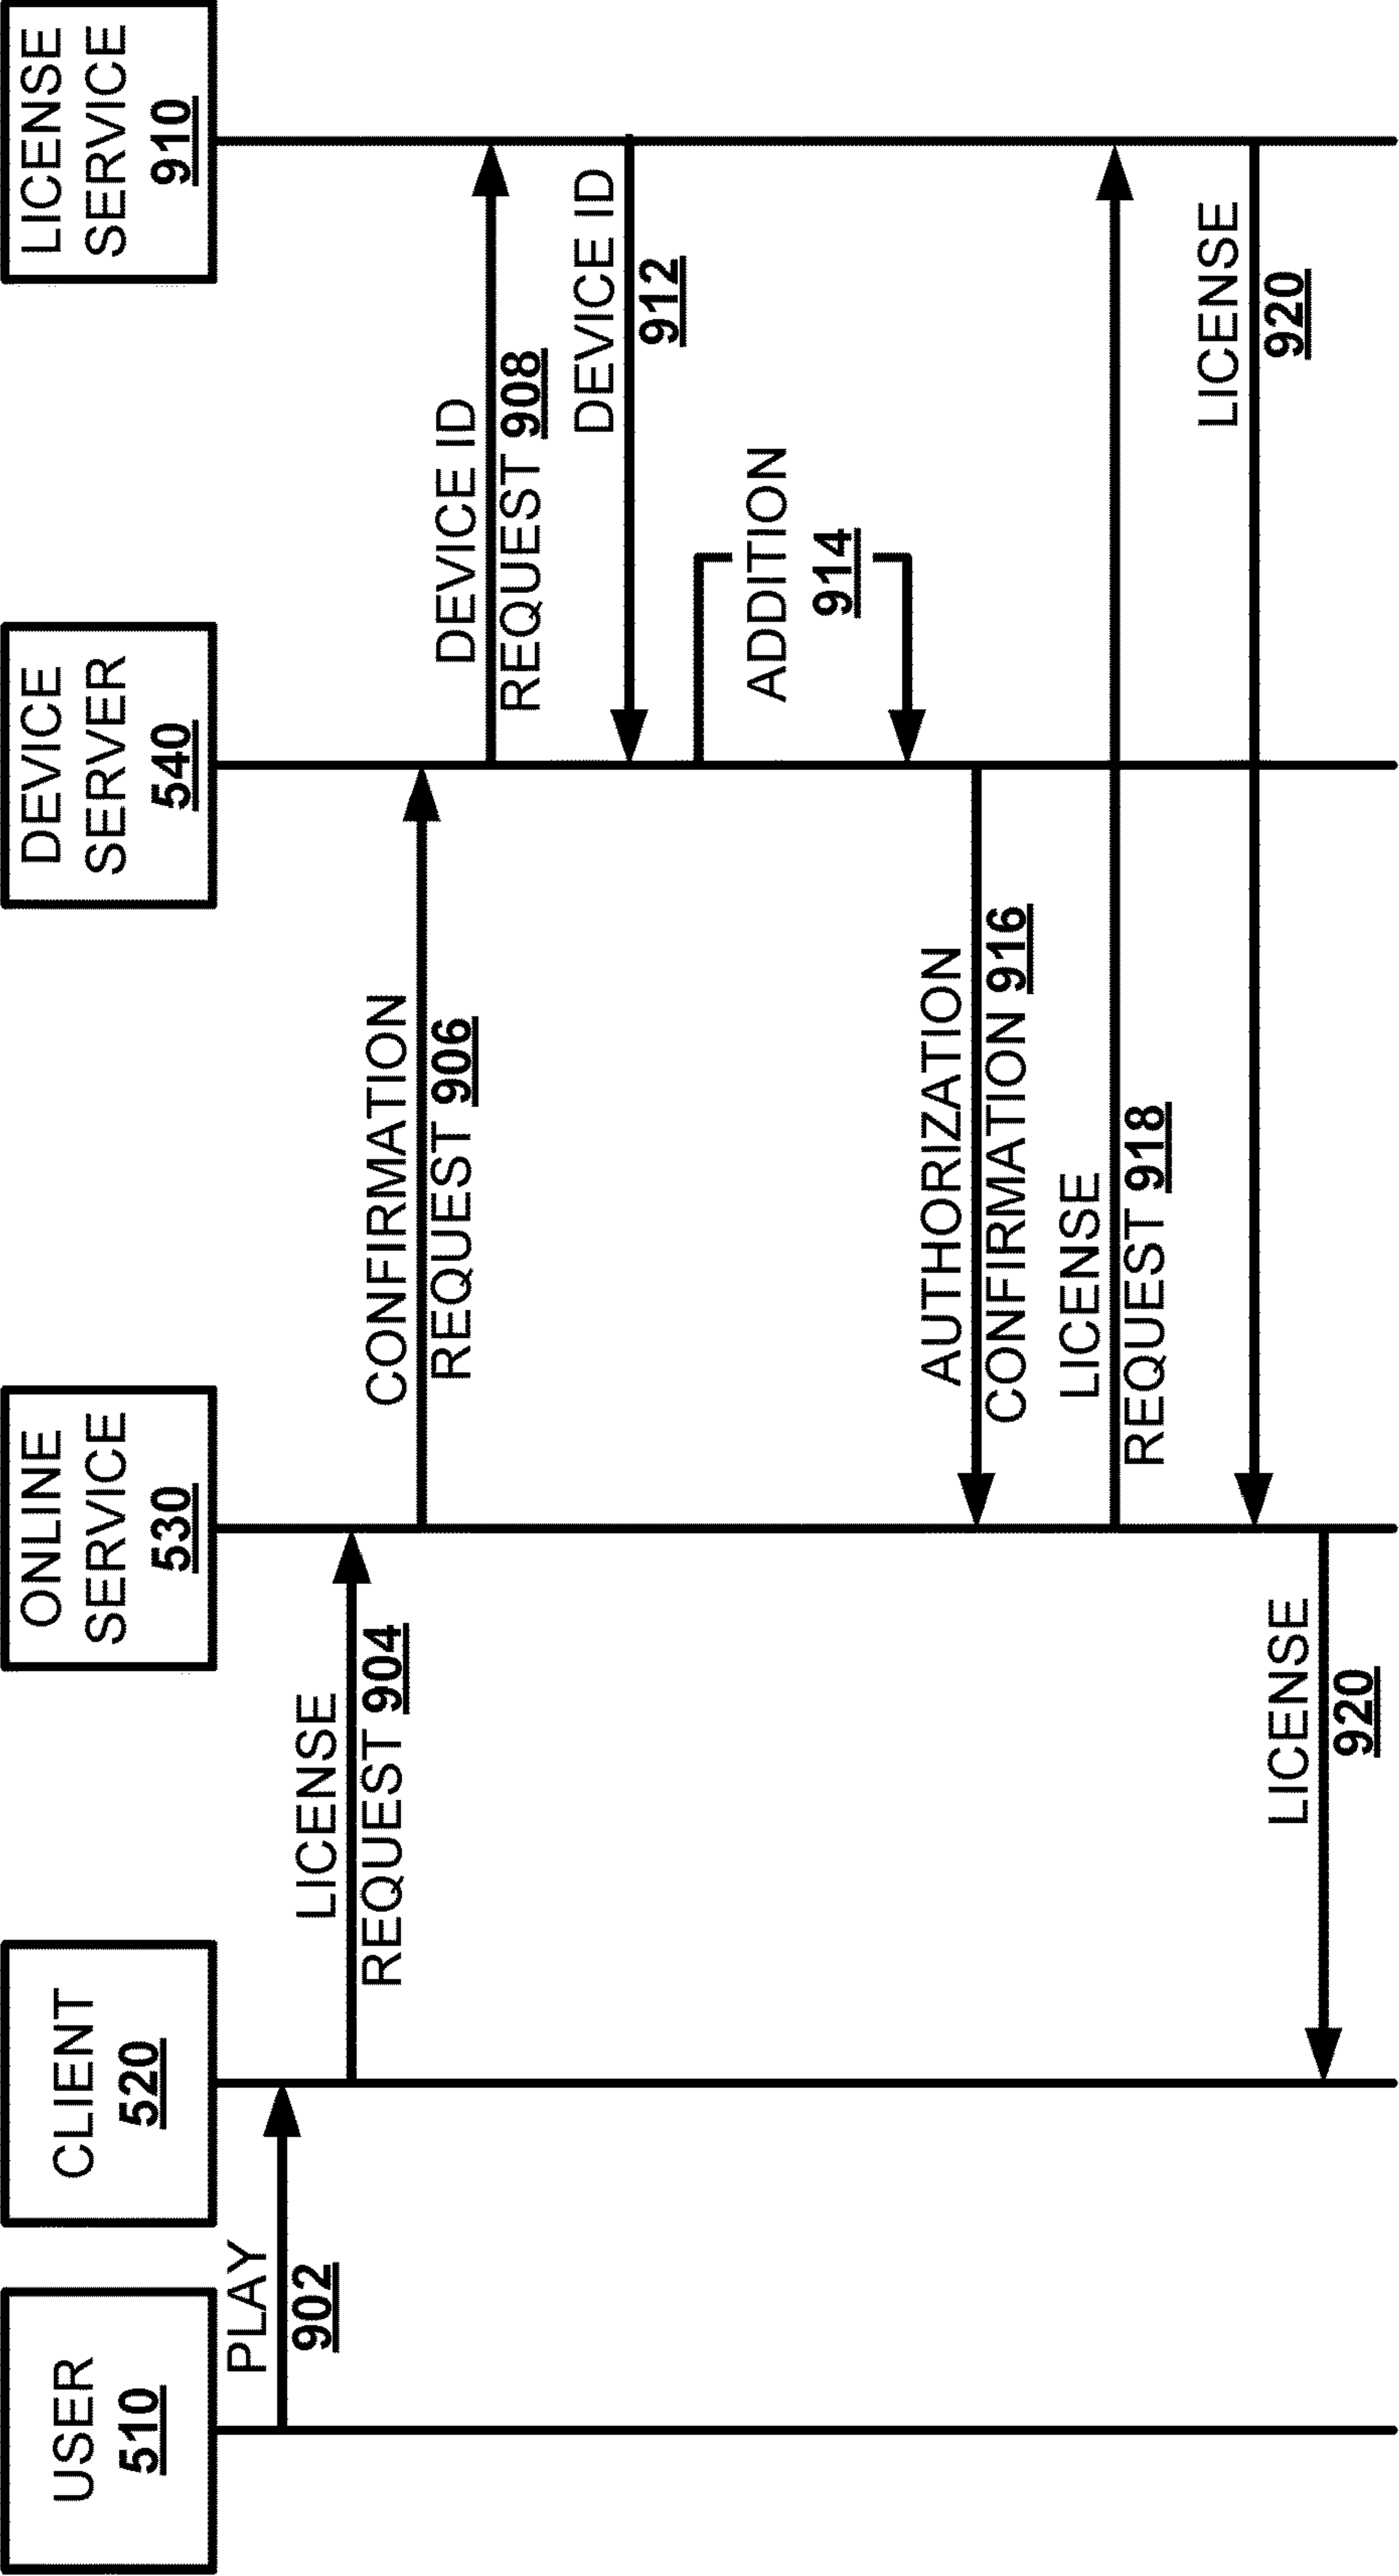 USER
510
CLIENT
520
ONLINE
SERVICE
530
DEVICE
SERVER
540
LICENSE
SERVICE
910
PLAY
902
LICENSE
REQUEST 904
CONFIRMATION
REQUEST 906
DEVICE ID
REQUEST 908
DEVICE ID
912
ADDITION
914
AUTHORIZATION
CONFIRMATION 916
LICENSE
REQUEST 918
LICENSE
920
LICENSE
920